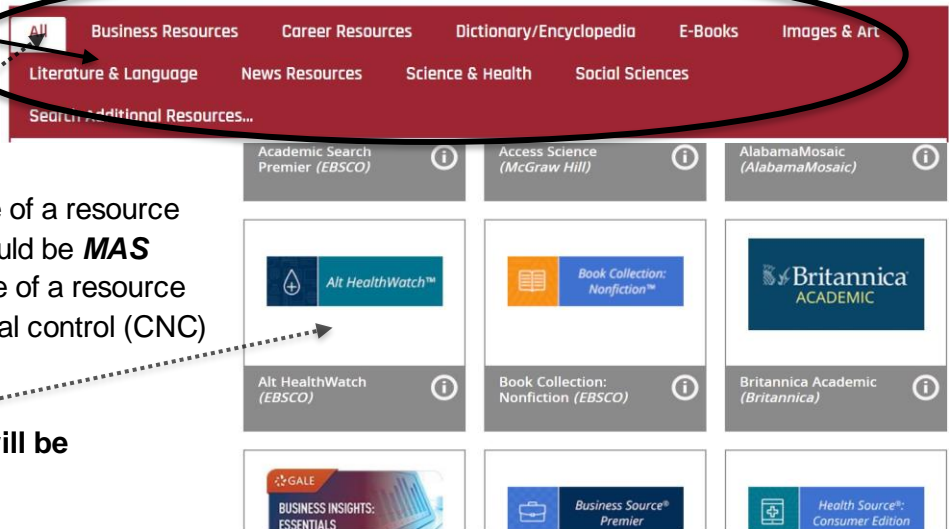 All Business Resources Career Resources Dictionary/Encyclopedia E-Books Images & Art
Literature & Language News Resources Science & Health Social Sciences
Search Additional Resources...
Academic Search
Premier (EBSCO)
Access Science
(McGraw Hill)
AlabamaMosaic
(AlabamaMosaic)
e of a resource
uld be MAS
e of a resource
al control (CNC)
ill be
Alt HealthWatch™
Book Collection:
Nonfiction™
Britannica
ACADEMIC
Alt HealthWatch
(EBSCO)
Book Collection:
Nonfiction (EBSCO)
Britannica Academic
(Britannica)
GALE
BUSINESS INSIGHTS:
ESSENTIALS
Business Source®
Premier
Health Source®:
Consumer Edition